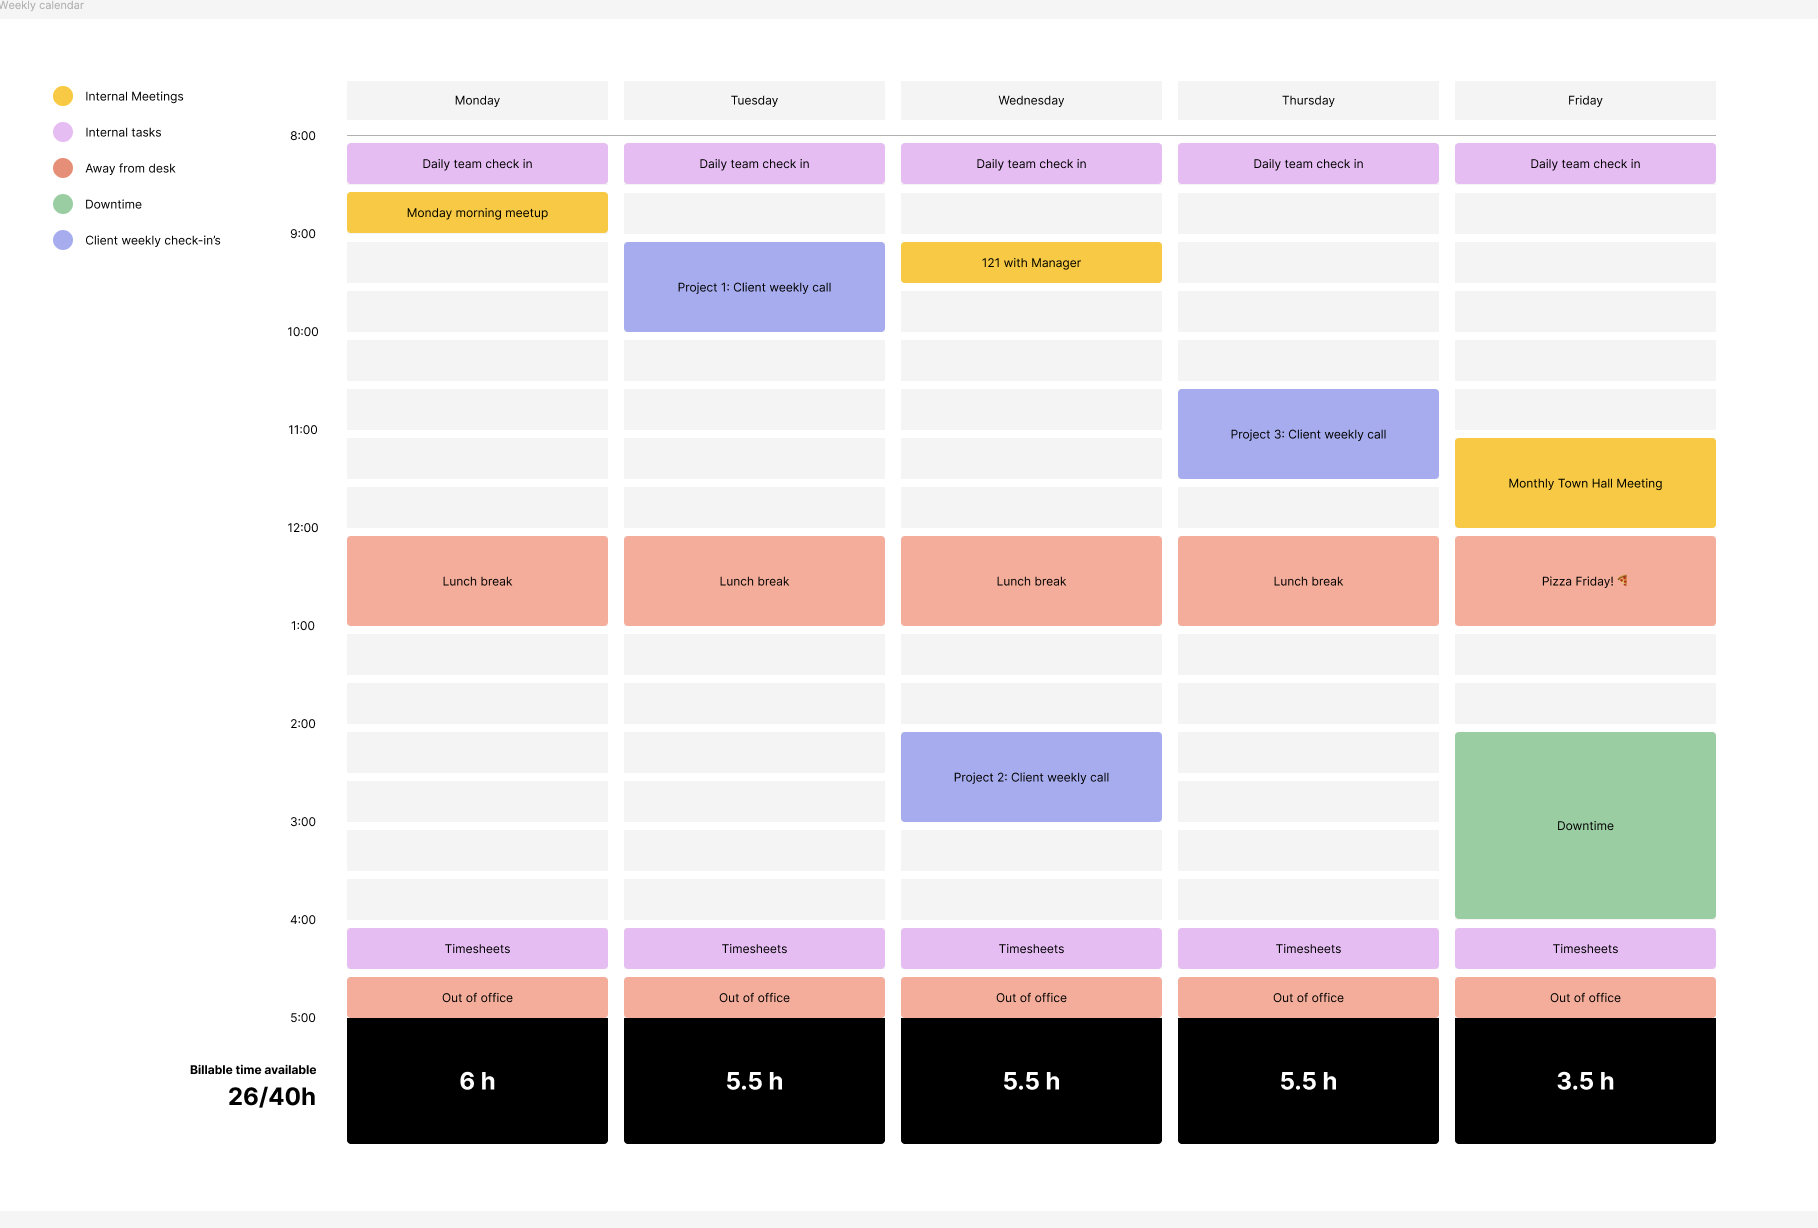 Weekly calendar
Internal Meetings
Internal tasks
Away from desk
Downtime
Client weekly check-in's
Monday
Tuesday
Wednesday
Thursday
Friday
8:00
Daily team check in
Daily team check in
Daily team check in
Daily team check in
Daily team check in
Monday morning meetup
9:00
Project 1: Client weekly call
121 with Manager
10:00
Project 3: Client weekly call
11:00
Monthly Town Hall Meeting
12:00
Lunch break
Lunch break
Lunch break
Lunch break
Pizza Friday! 🍕
1:00
2:00
Project 2: Client weekly call
3:00
Downtime
4:00
Timesheets
Timesheets
Timesheets
Timesheets
Timesheets
Out of office
Out of office
Out of office
Out of office
Out of office
5:00
Billable time available
26/40h
6 h
5.5 h
5.5 h
5.5 h
3.5 h